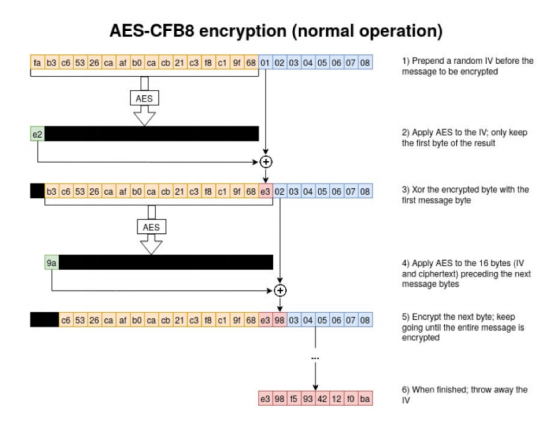 AES-CFB8 encryption (normal operation)
fa b3 c6 53 26 ca af b0 ca cb 21 c3 f8 c1 9f 68 01 02 03 04 05 06 07 08
1) Prepend a random IV before the
message to be encrypted
AES
e2
2) Apply AES to the IV; only keep
the first byte of the result
b3 c6 53 26 ca af b0 ca cb 21 c3 f8 c1 9f 68 e3 02 03 04 05 06 07 08
3) Xor the encrypted byte with the
first message byte
AES
9a
4) Apply AES to the 16 bytes (IV
and ciphertext) preceding the next
message bytes
c6 53 26 ca af b0 ca cb 21 c3 f8 c1 9f 68 e3 98 03 04 05 06 07 08
5) Encrypt the next byte; keep
going until the entire message is
encrypted
...
e3 98 f5 93 42 12 f0 ba
6) When finished; throw away the
IV